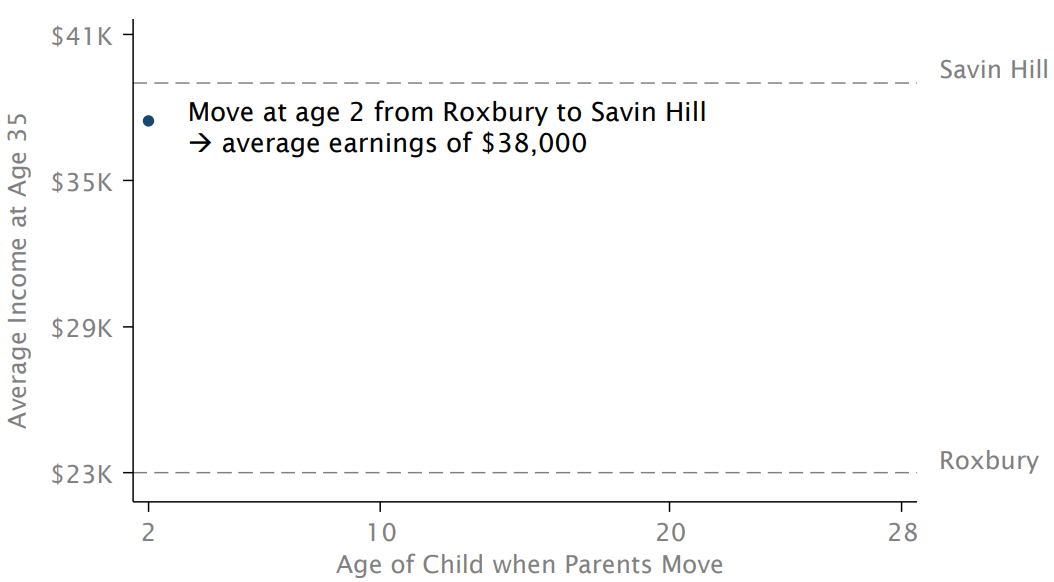 $41K
Savin Hill
Move at age 2 from Roxbury to Savin Hill
→ average earnings of $38,000
$35K
Average Income at Age 35
$29K
$23K
Roxbury
2 10 20 28
Age of Child when Parents Move